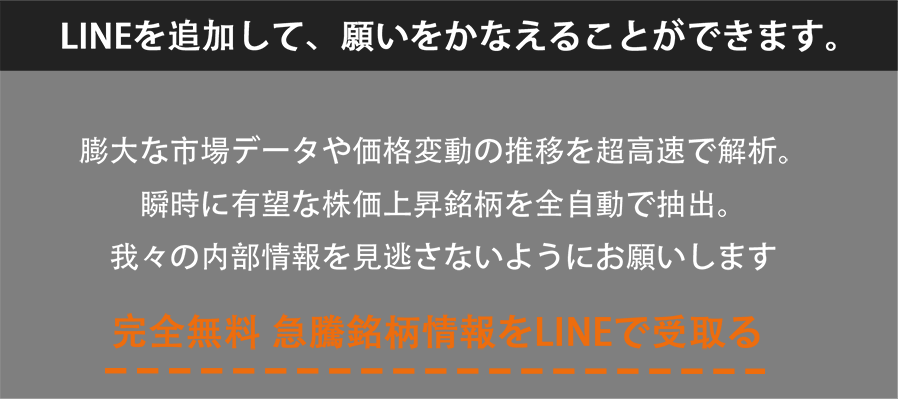 LINEを追加して、願いをかなえることができます。
膨大な市場データや価格変動の推移を超高速で解析。
瞬時に有望な株価上昇銘柄を全自動で抽出。
我々の内部情報を見逃さないようにお願いします
完全無料 急騰銘柄情報をLINEで受取る